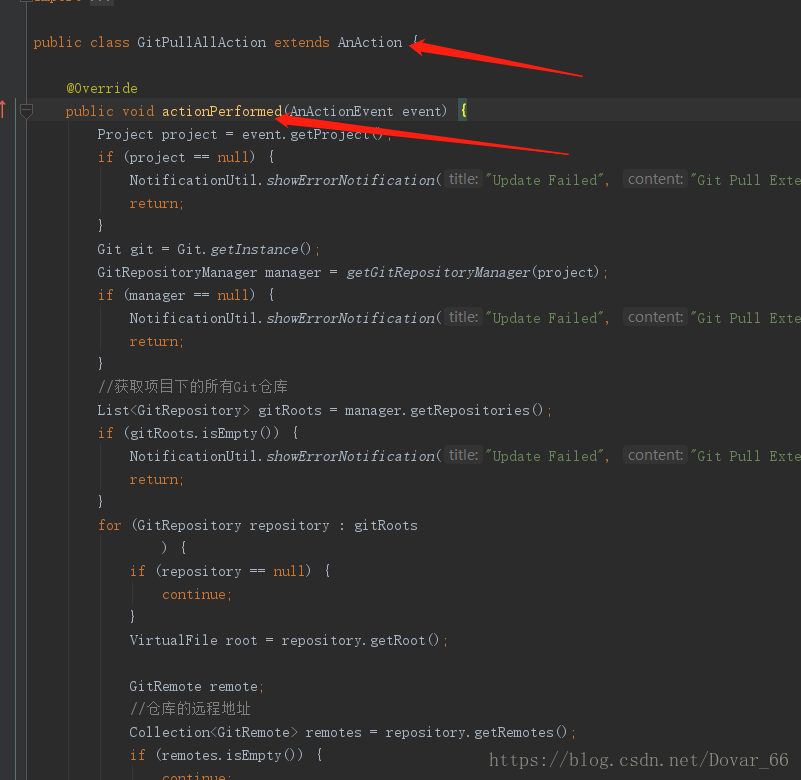 import ...
public class GitPullAllAction extends AnAction {
@Override
public void actionPerformed(AnActionEvent event) {
Project project = event.getProject();
if (project == null) {
NotificationUtil.showErrorNotification( title: "Update Failed", content: "Git Pull Exte
return;
}
Git git = Git.getInstance();
GitRepositoryManager manager = getGitRepositoryManager(project);
if (manager == null) {
NotificationUtil.showErrorNotification( title: "Update Failed", content: "Git Pull Exte
return;
}
//获取项目下的所有Git仓库
List<GitRepository> gitRoots = manager.getRepositories();
if (gitRoots.isEmpty()) {
NotificationUtil.showErrorNotification( title: "Update Failed", content: "Git Pull Exte
return;
}
for (GitRepository repository : gitRoots
) {
if (repository == null) {
continue;
}
VirtualFile root = repository.getRoot();
GitRemote remote;
//仓库的远程地址
Collection<GitRemote> remotes = repository.getRemotes();
if (remotes.isEmpty()) {
continue;
https://blog.csdn.net/Dovar_66